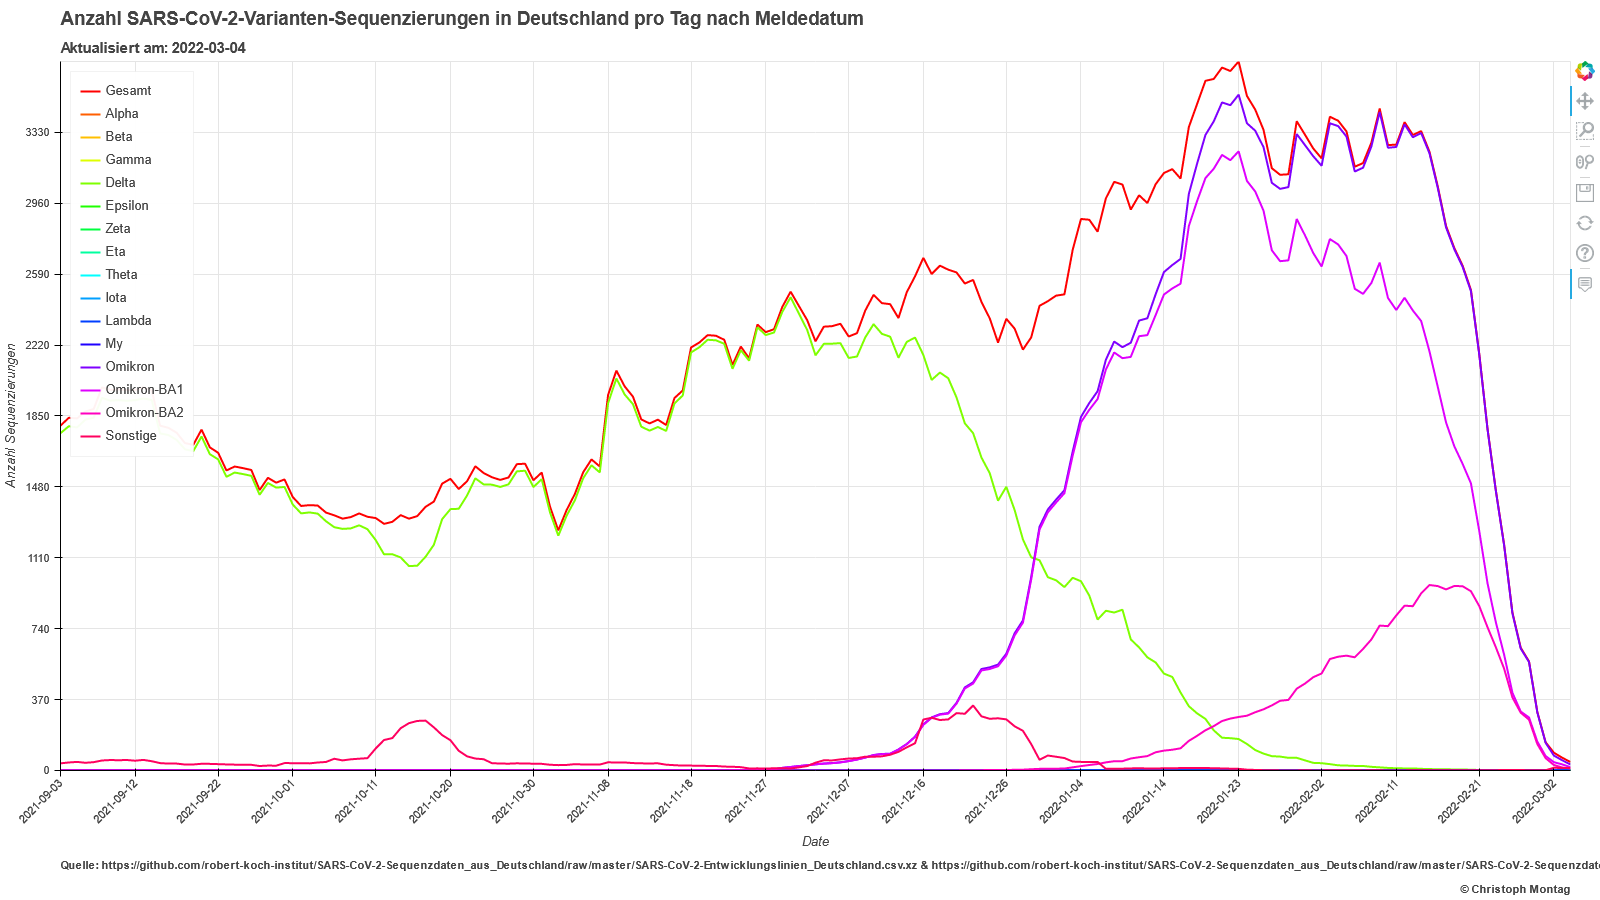 Anzahl SARS-CoV-2-Varianten-Sequenzierungen in Deutschland pro Tag nach Meldedatum
Aktualisiert am: 2022-03-04
Gesamt
Alpha
Beta
Gamma
Delta
Epsilon
Zeta
Eta
Theta
Iota
Lambda
My
Omikron
Omikron-BA1
Omikron-BA2
Sonstige
Anzahl Sequenzierungen
3330
2960
2590
2220
1850
1480
1110
740
370
0
2021-09-03
2021-09-12
2021-09-22
2021-10-01
2021-10-11
2021-10-20
2021-10-30
2021-11-08
2021-11-18
2021-11-27
2021-12-07
2021-12-16
2021-12-26
2022-01-04
2022-01-14
2022-01-23
2022-02-02
2022-02-11
2022-02-21
2022-03-02
Date
Quelle: https://github.com/robert-koch-institut/SARS-CoV-2-Sequenzdaten_aus_Deutschland/raw/master/SARS-CoV-2-Entwicklungslinien_Deutschland.csv.xz & https://github.com/robert-koch-institut/SARS-CoV-2-Sequenzdaten_aus_Deutschland/raw/master/SARS-CoV-2-Sequenzdate
© Christoph Montag